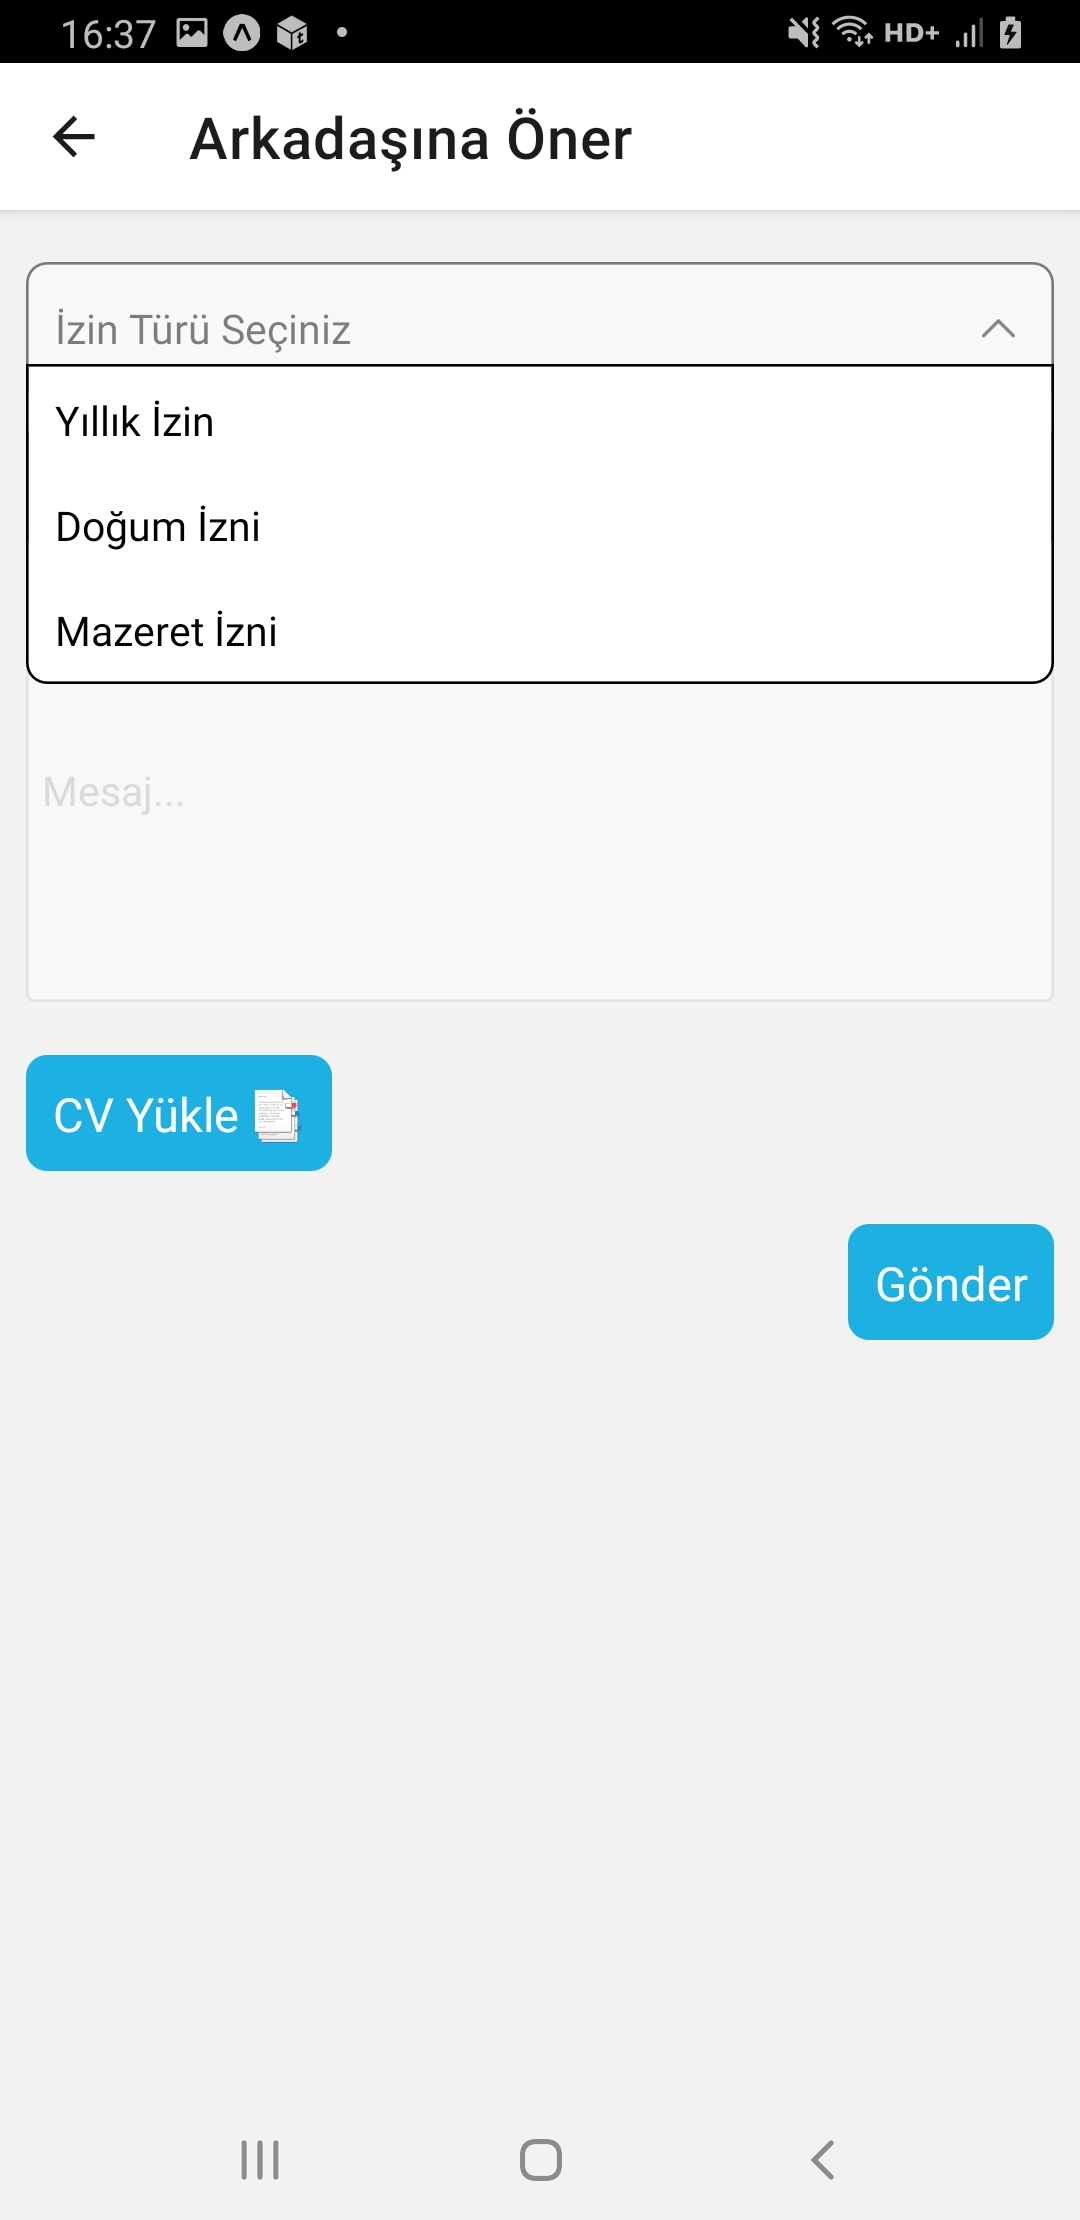 16:37 HD+
Arkadaşına Öner
İzin Türü Seçiniz
Yıllık İzin
Doğum İzni
Mazeret İzni
Mesaj...
CV Yükle
Gönder